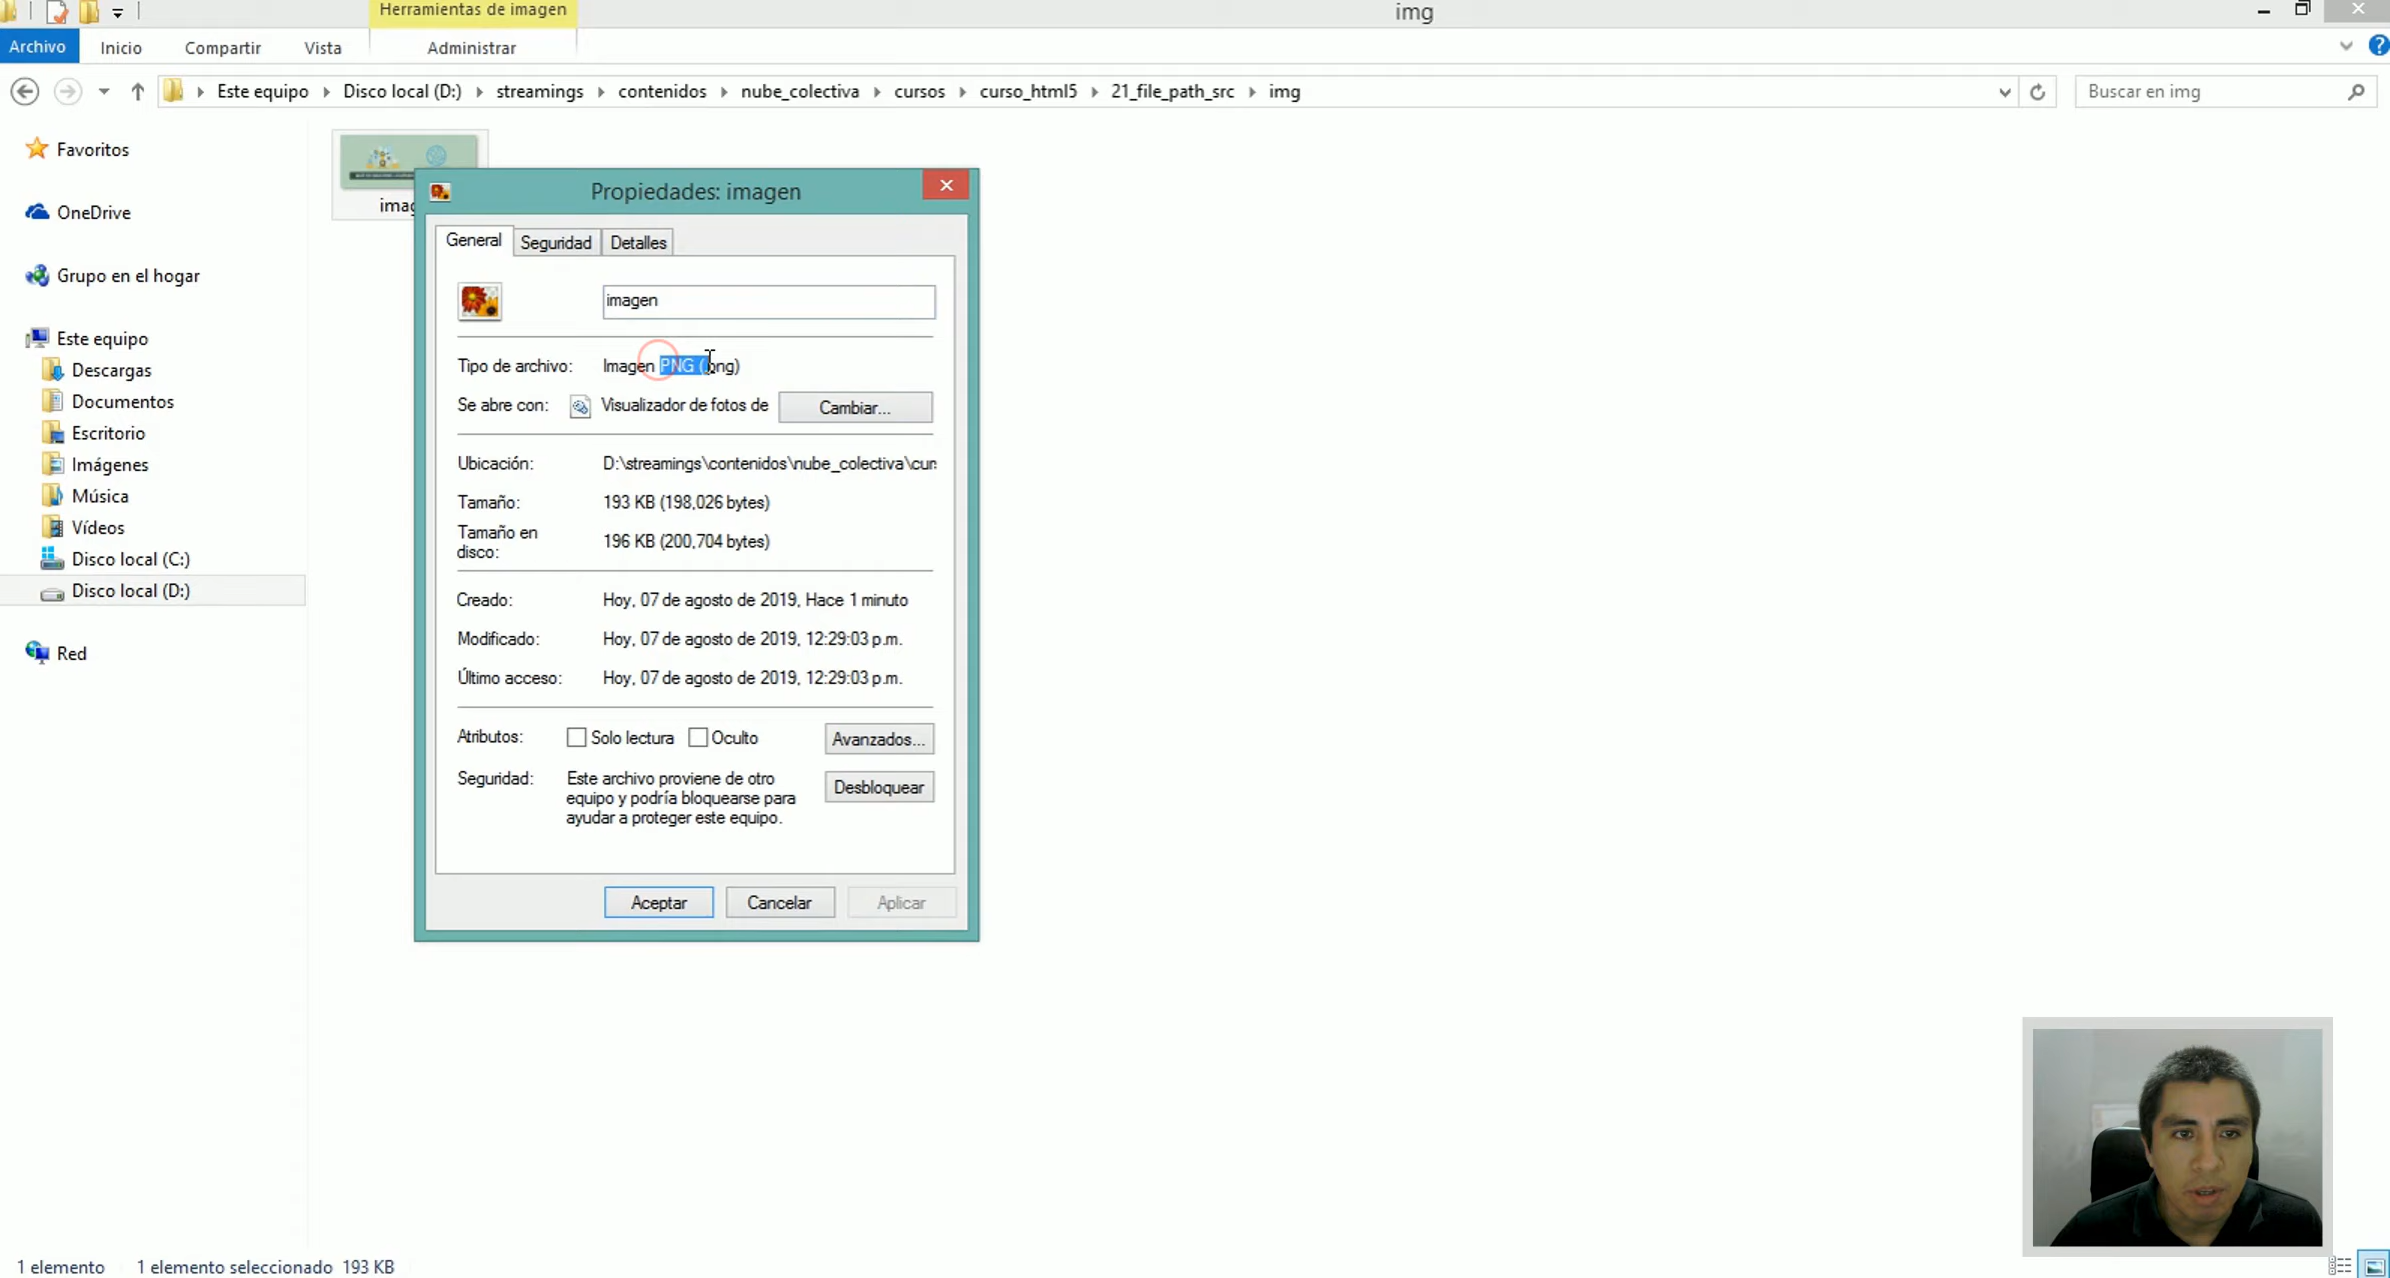 Herramientas de imagen
img
Archivo Inicio Compartir Vista Administrar
Este equipo Disco local (D:) streamings contenidos nube_colectiva cursos curso_html5 21_file_path_src img
Buscar en img
Favoritos
OneDrive
Grupo en el hogar
Este equipo
Descargas
Documentos
Escritorio
Imágenes
Música
Vídeos
Disco local (C:)
Disco local (D:)
Red
Propiedades: imagen
General Seguridad Detalles
imagen
Tipo de archivo: Imagen PNG (.png)
Se abre con: Visualizador de fotos de Cambiar...
Ubicación: D:\streamings\contenidos\nube_colectiva\cur
Tamaño: 193 KB (198,026 bytes)
Tamaño en
disco: 196 KB (200,704 bytes)
Creado: Hoy, 07 de agosto de 2019, Hace 1 minuto
Modificado: Hoy, 07 de agosto de 2019, 12:29:03 p.m.
Último acceso: Hoy, 07 de agosto de 2019, 12:29:03 p.m.
Atributos: Solo lectura Oculto Avanzados...
Seguridad: Este archivo proviene de otro
equipo y podría bloquearse para
ayudar a proteger este equipo.
Desbloquear
Aceptar Cancelar Aplicar
1 elemento 1 elemento seleccionado 193 KB